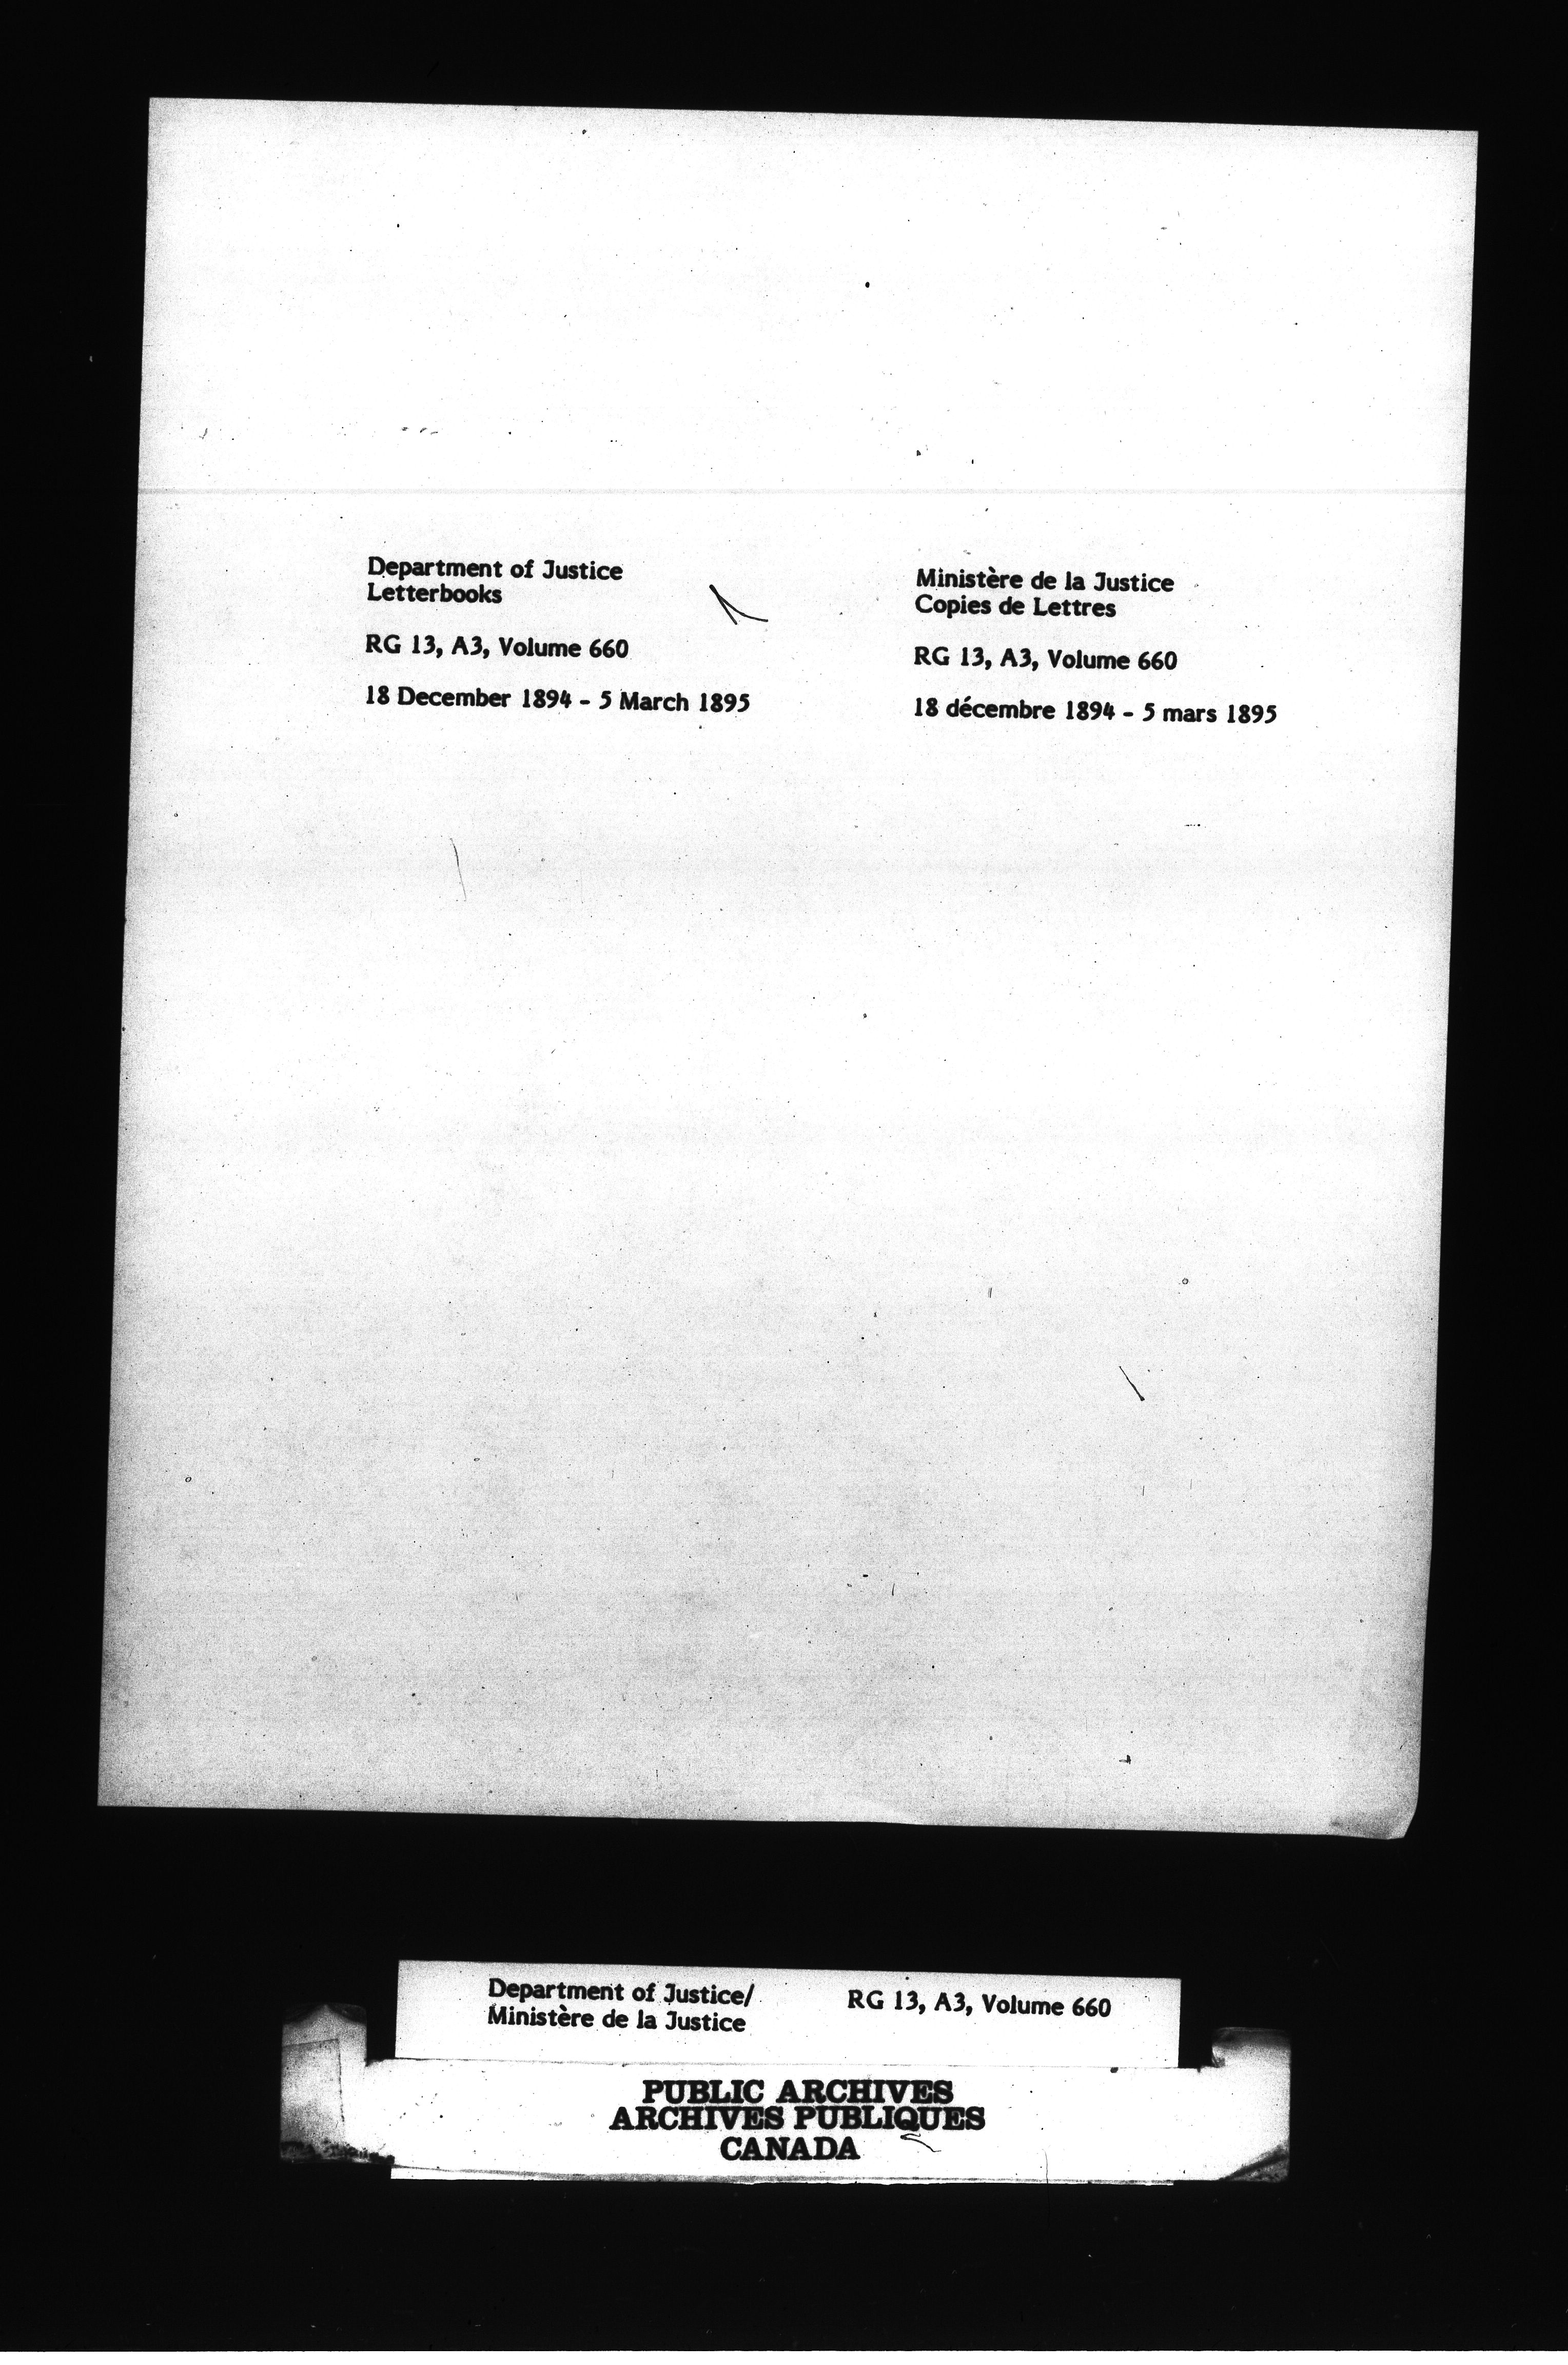 Department of Justice
Letterbooks
RG 13, A3, Volume 660
18 December 1894 - 5 March 1895
Ministère de la Justice
Copies de Lettres
RG 13, A3, Volume 660
18 décembre 1894 - 5 mars 1895
Department of Justice/
Ministère de la Justice
RG 13, A3, Volume 660
PUBLIC ARCHIVES
ARCHIVES PUBLIQUES
CANADA